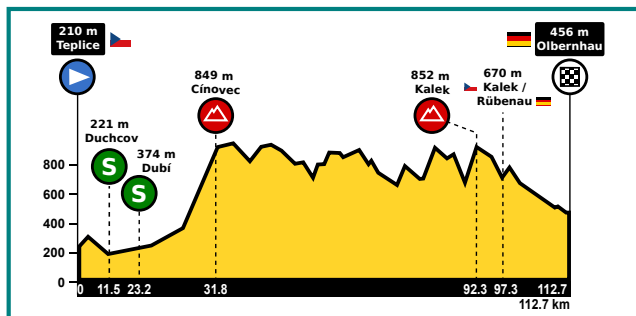 210 m
Teplice
456 m
Olbernhau
849 m
Cínovec
852 m
Kalek
670 m
Kalek /
Rübenau
221 m
Duchcov
374 m
Dubí
S
S
800
600
400
200
0
0 11.5 23.2 31.8 92.3 97.3 112.7
112.7 km